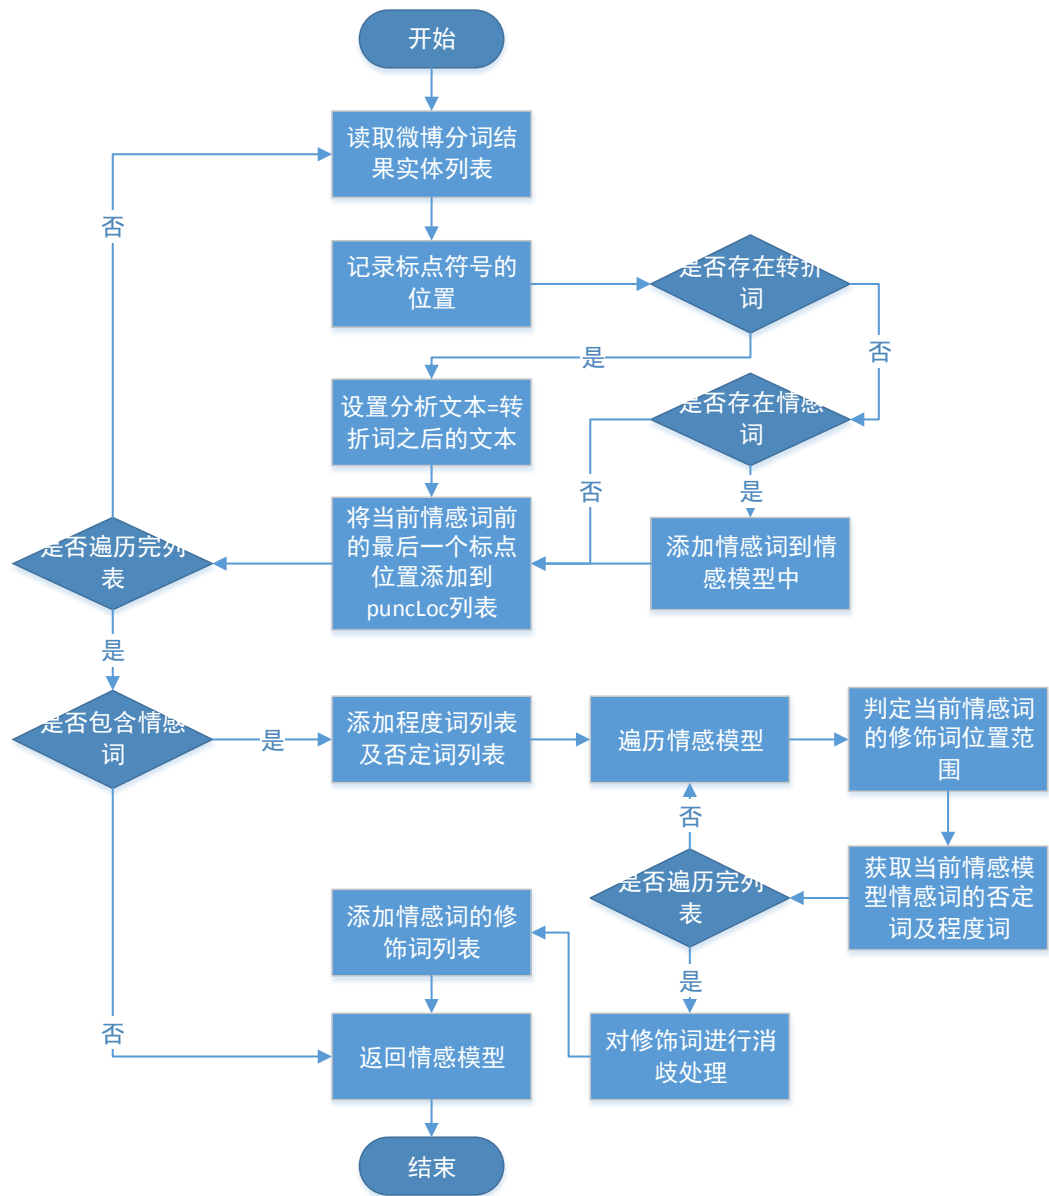 开始
读取微博分词结
果实体列表
否
记录标点符号的
位置
是否存在转折
词
是
否
设置分析文本=转
折词之后的文本
是否存在情感
词
否
是
将当前情感词前
的最后一个标点
位置添加到
puncLoc列表
添加情感词到情
感模型中
是否遍历完列
表
是
是否包含情感
词
是
添加程度词列表
及否定词列表
遍历情感模型
判定当前情感词
的修饰词位置范
围
否
是否遍历完列
表
获取当前情感模
型情感词的否定
词及程度词
添加情感词的修
饰词列表
是
否
返回情感模型
对修饰词进行消
歧处理
结束